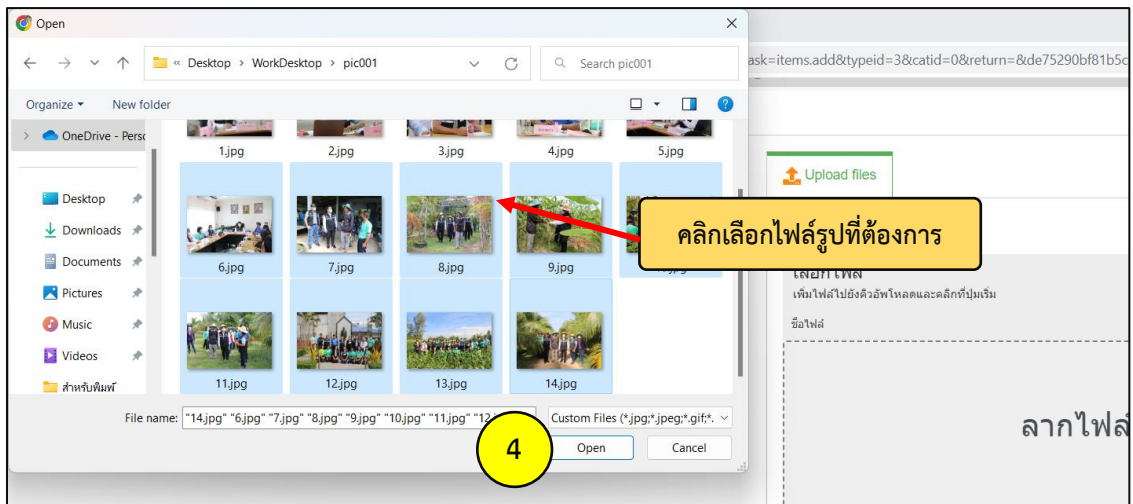 Open
ask=items.add&typeid=3&catid=0&return=&de75290bf81b5c
« Desktop › WorkDesktop › pic001
Search pic001
Organize
New folder
OneDrive - Perso
1.jpg 2.jpg 3.jpg 4.jpg 5.jpg
Upload files
Desktop
Downloads
Documents
Pictures
Music
Videos
สำหรับพิมพ์
คลิกเลือกไฟล์รูปที่ต้องการ
6.jpg 7.jpg 8.jpg 9.jpg
เลือกไฟล์
เพิ่มไฟล์ไปยังคิวอัพโหลดและคลิกที่ปุ่มเริ่ม
ชื่อไฟล์
11.jpg 12.jpg 13.jpg 14.jpg
File name: "14.jpg" "6.jpg" "7.jpg" "8.jpg" "9.jpg" "10.jpg" "11.jpg" "12
Custom Files (*.jpg;*.jpeg;*.gif;*.
ลากไฟล์
4
Open
Cancel